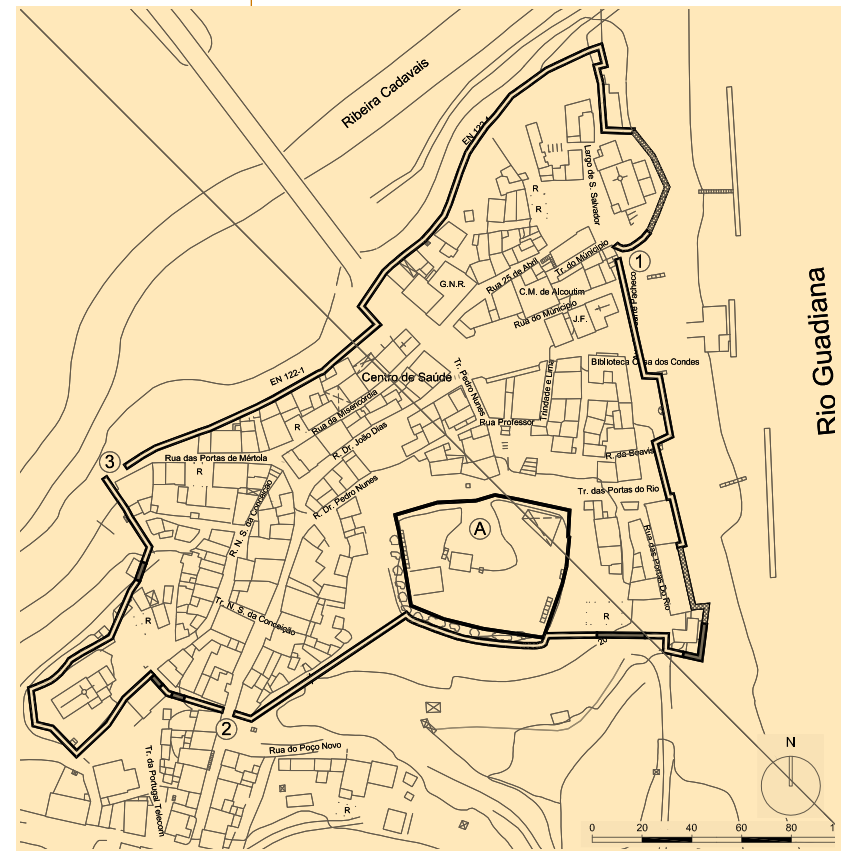 Ribeira Cadavais
EN 122-1
Largo de S. Salvador
R
R
1
Tr. do Município
Rua 25 de Abril
G.N.R.
C.M. de Alcoutim
Rua do Município
J.F.
Rio Guadiana
Biblioteca Casa dos Condes
EN 122-1
Centro de Saúde
Tr. Pedro Nunes
Trindade e Lima
Rua da Misericórdia
Rua Professor
R
R. Dr. João Dias
3
Rua das Portas de Mértola
R
R. N. S. da Conceição
R. Dr. Pedro Nunes
Tr. das Portas do Rio
A
Rua das Portas Do Rio
Tr. N. S. da Conceição
R
R
20
2
Rua do Poço Novo
Tr. da Portugal Telecom
R
N
0 20 40 60 80